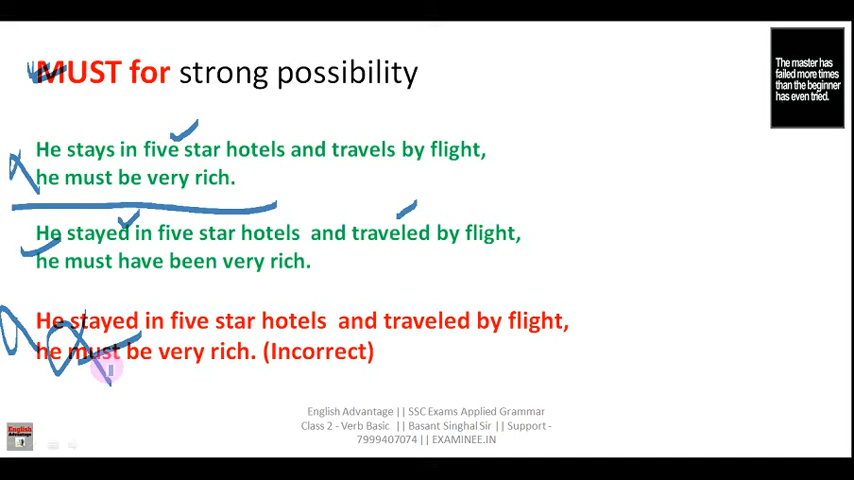 MUST for strong possibility
The master has
failed more times
than the beginner
has even tried.
He stays in five star hotels and travels by flight,
he must be very rich.
He stayed in five star hotels and traveled by flight,
he must have been very rich.
He stayed in five star hotels and traveled by flight,
he must be very rich. (Incorrect)
English Advantage || SSC Exams Applied Grammar
Class 2 - Verb Basic || Basant Singhal Sir || Support -
7999407074 || EXAMINEE.IN
English
Advantage